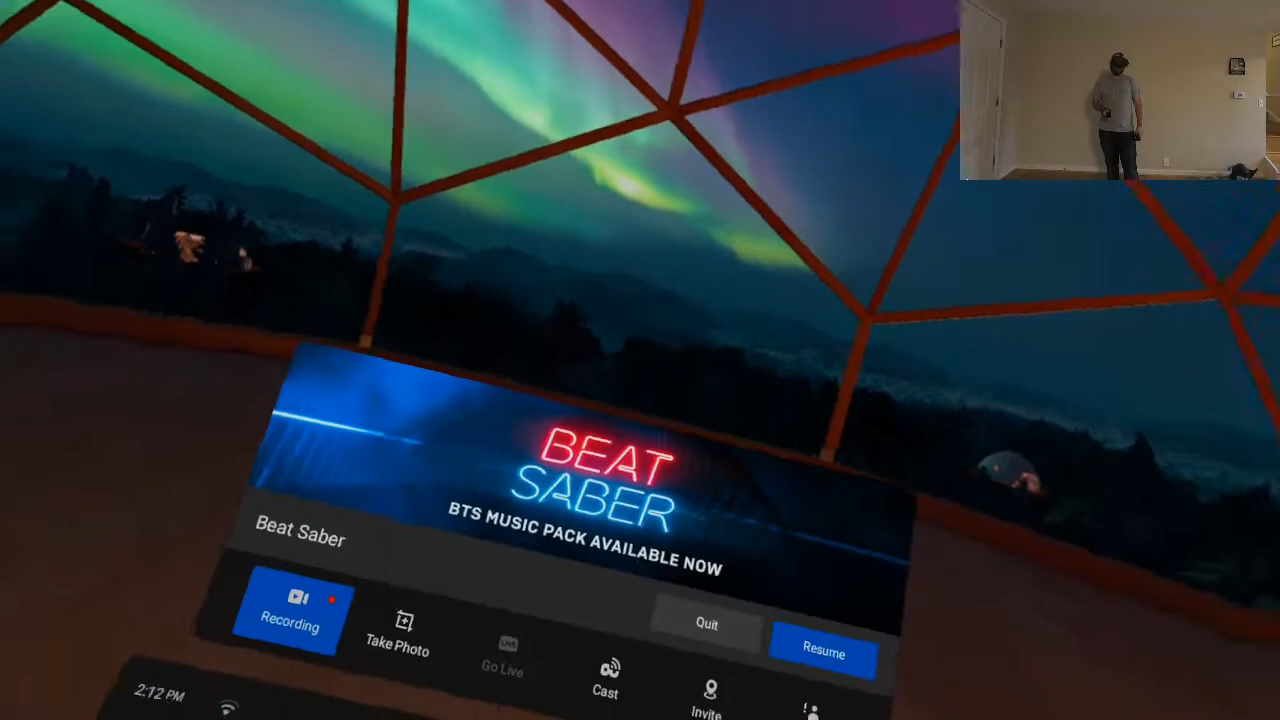 BEAT
SABER
BTS MUSIC PACK AVAILABLE NOW
Beat Saber
Quit
Resume
Recording
Take Photo
LIVE
Go Live
Cast
Invite
2:12 PM